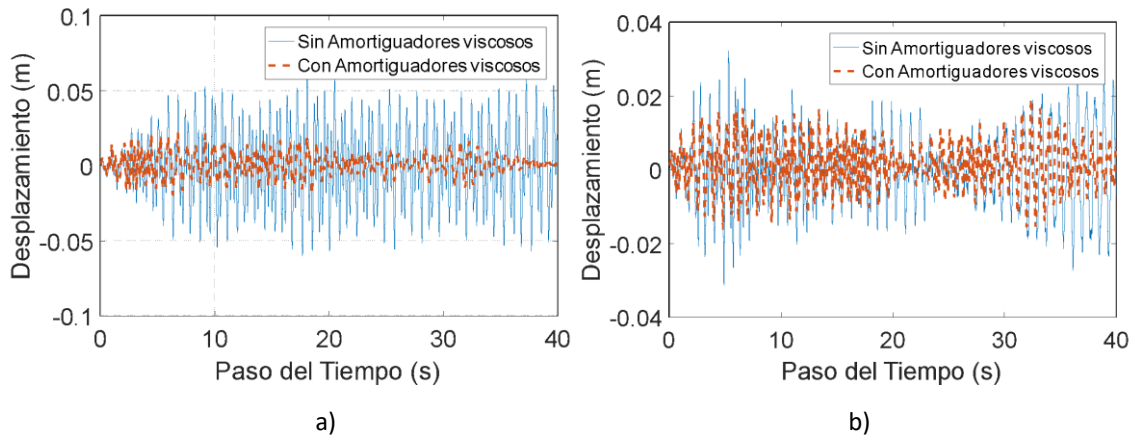 0.1
0.05
0
-0.05
-0.1
Desplazamiento (m)
Sin Amortiguadores viscosos
Con Amortiguadores viscosos
0 10 20 30 40
Paso del Tiempo (s)
a)
0.04
0.02
0
-0.02
-0.04
Desplazamiento (m)
Sin Amortiguadores viscosos
Con Amortiguadores viscosos
0 10 20 30 40
Paso del Tiempo (s)
b)